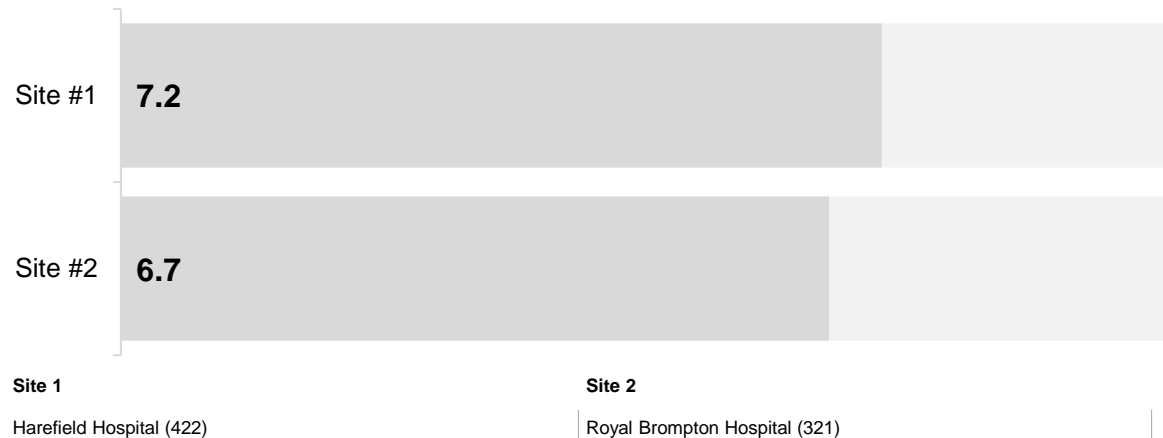 Site #1 7.2
Site #2 6.7
Site 1 Site 2
Harefield Hospital (422) Royal Brompton Hospital (321)